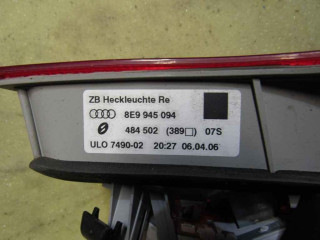 ZB Heckleuchte Re
8E9 945 094
484 502 (389□) 07S
ULO 7490-02 20:27 06.04.06